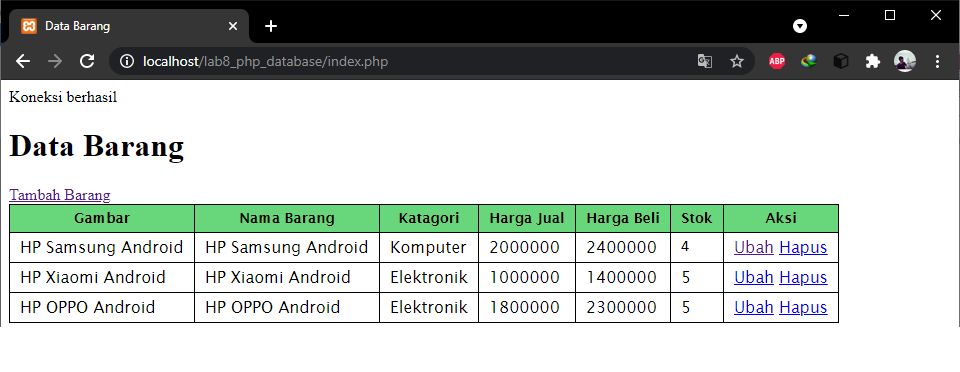 Data Barang
localhost/lab8_php_database/index.php
ABP
Koneksi berhasil
Data Barang
Tambah Barang
Gambar Nama Barang Katagori Harga Jual Harga Beli Stok Aksi
HP Samsung Android HP Samsung Android Komputer 2000000 2400000 4 Ubah Hapus
HP Xiaomi Android HP Xiaomi Android Elektronik 1000000 1400000 5 Ubah Hapus
HP OPPO Android HP OPPO Android Elektronik 1800000 2300000 5 Ubah Hapus